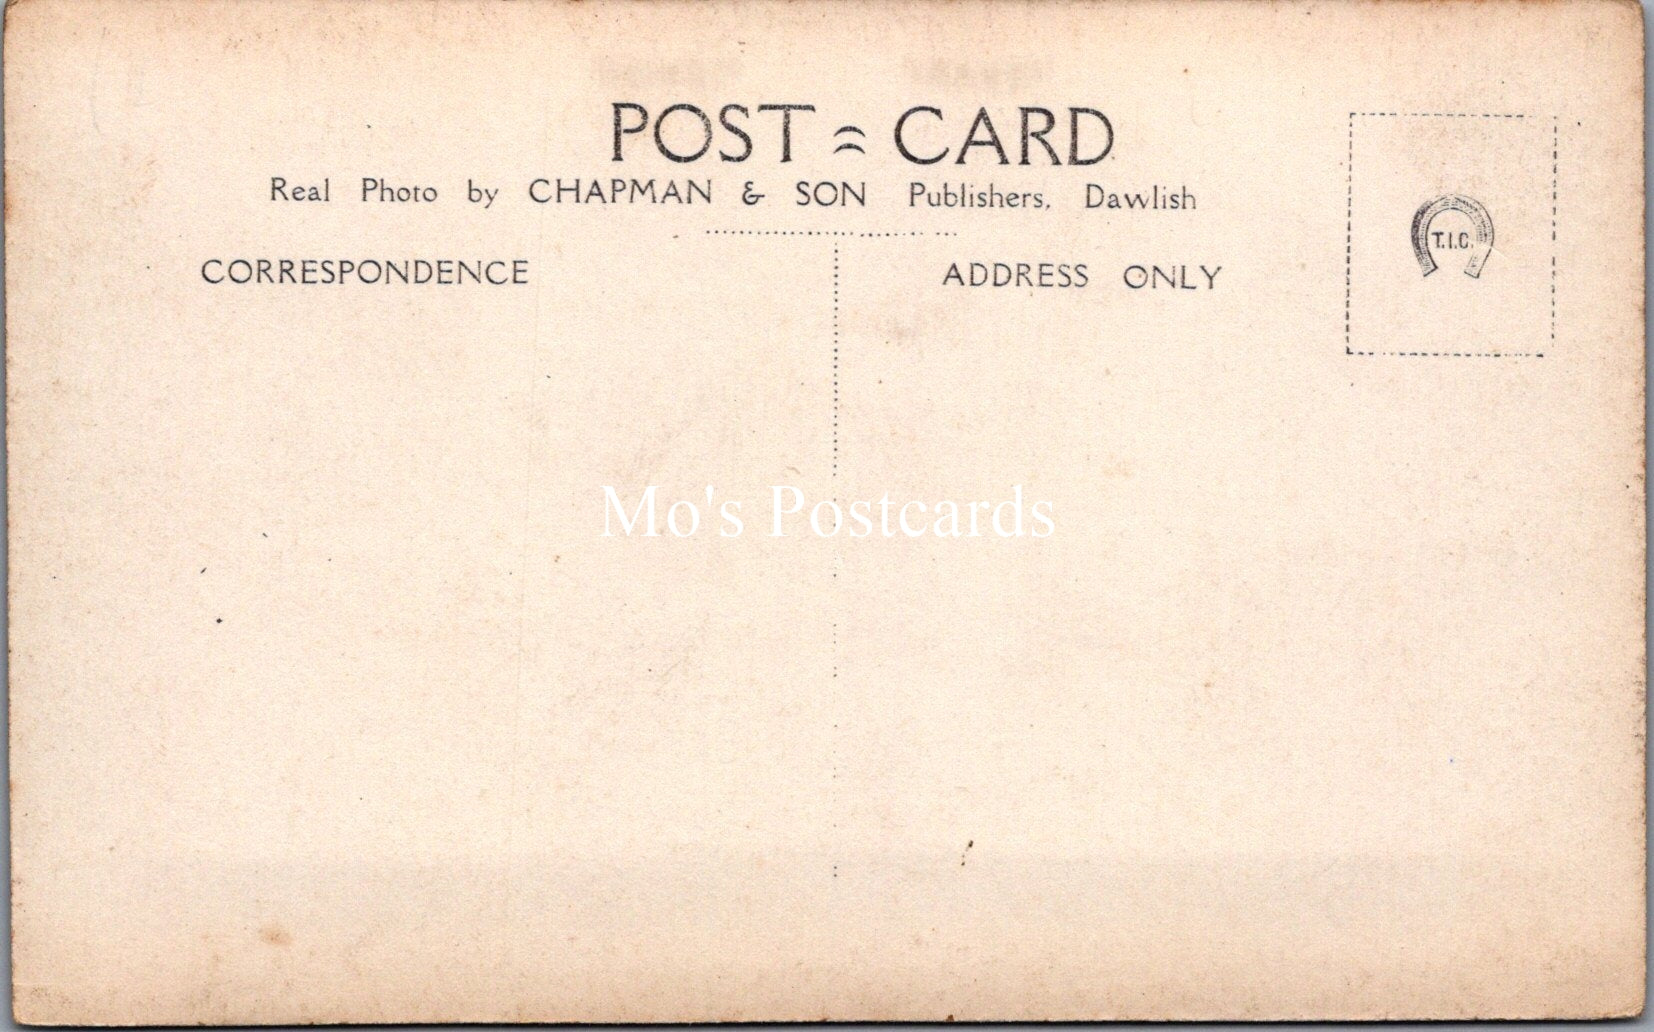 POST CARD
Real Photo by CHAPMAN & SON Publishers, Dawlish
CORRESPONDENCE
ADDRESS ONLY
T.I.C.
Mo's Postcards